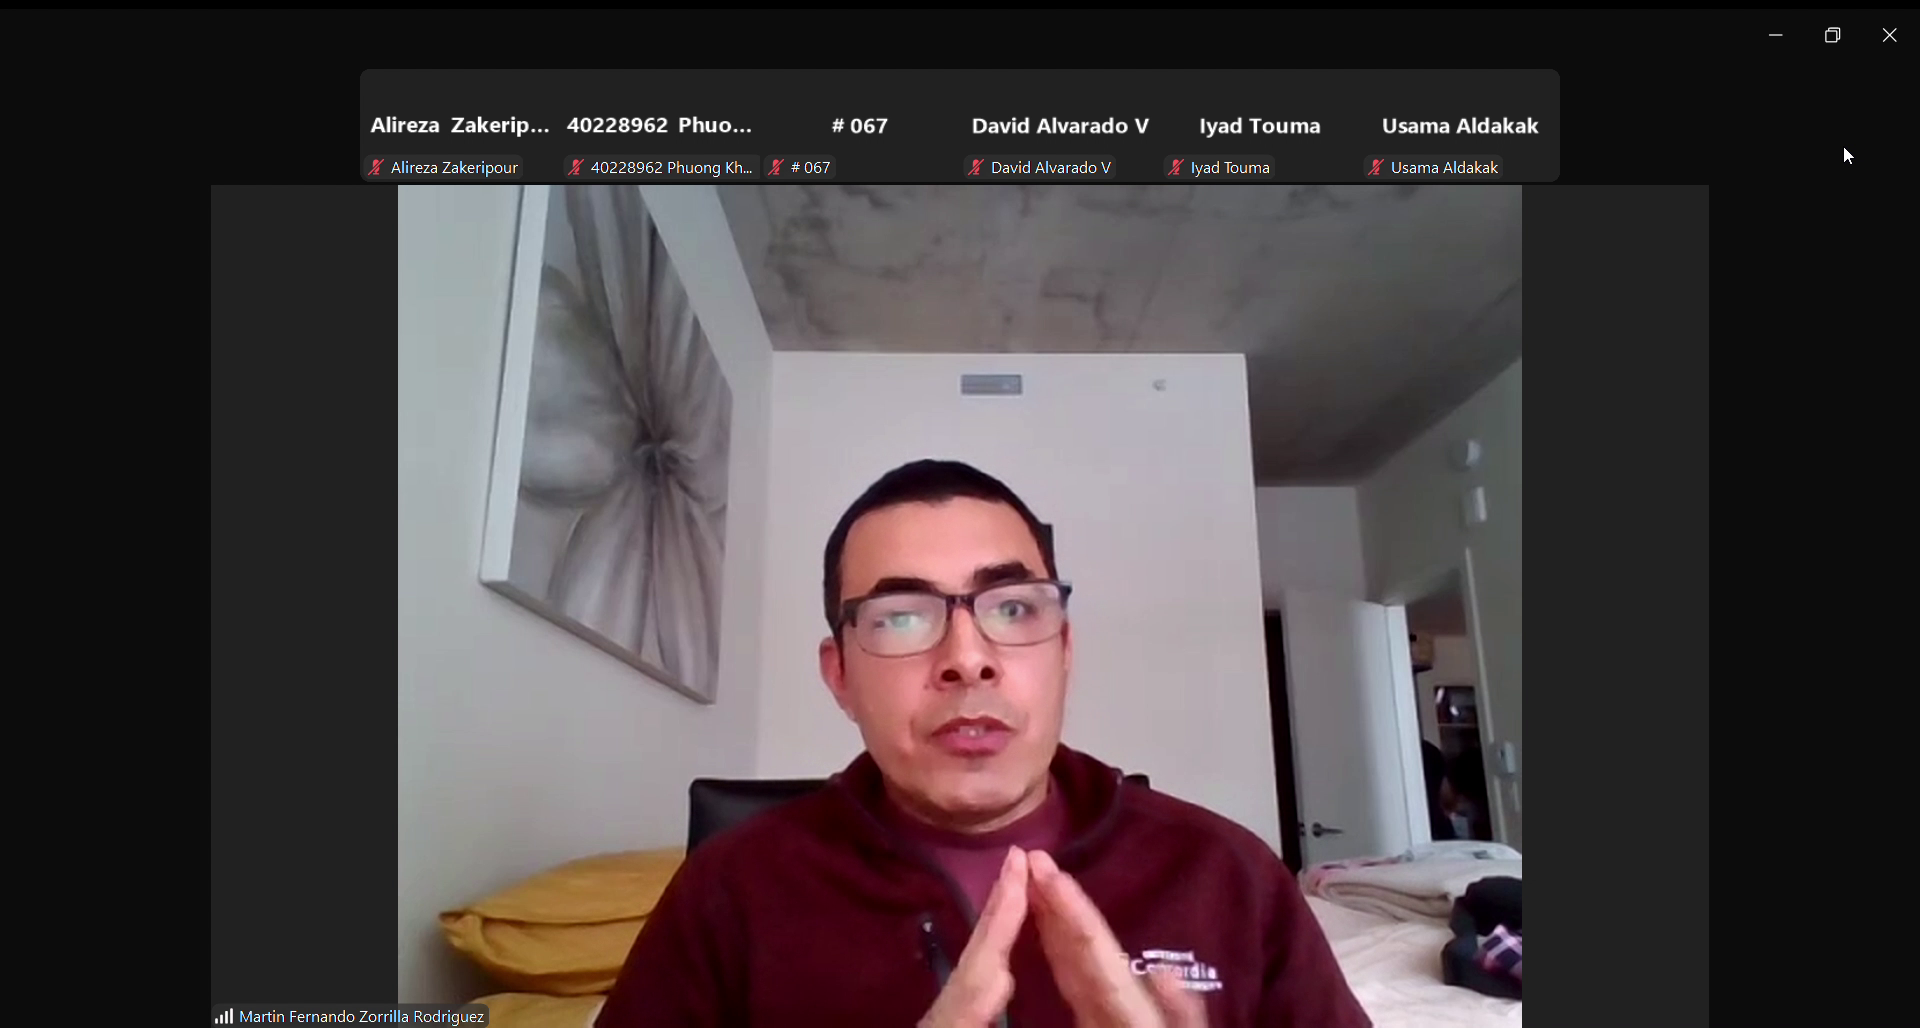 Alireza Zakerip... 40228962 Phuo... # 067 David Alvarado V Iyad Touma Usama Aldakak
Alireza Zakeripour 40228962 Phuong Kh... # 067 David Alvarado V Iyad Touma Usama Aldakak
Concordia
Martin Fernando Zorrilla Rodriguez